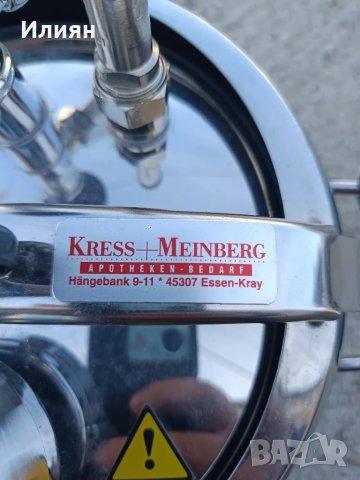 Илиян
KRESS+MEINBERG
APOTHEKEN-BEDARF
Hängebank 9-11 * 45307 Essen-Kray
BAZAR